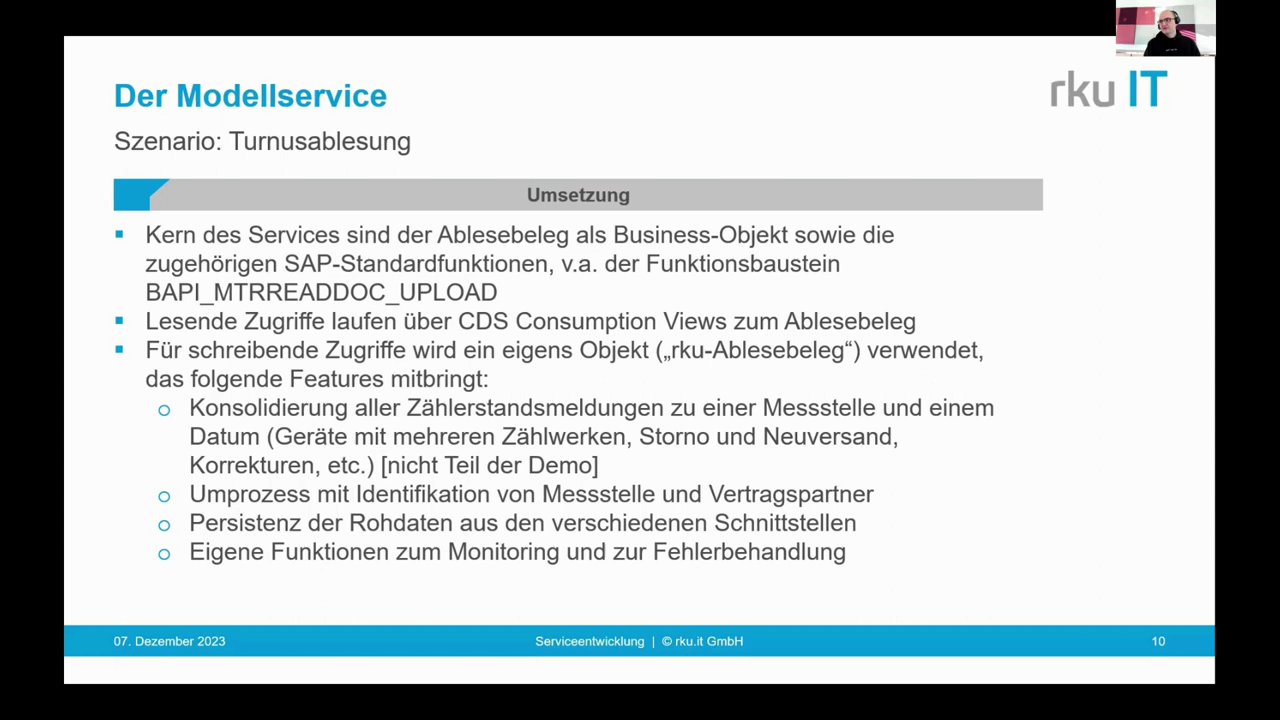 Der Modellservice
rku IT
Szenario: Turnusablesung
Umsetzung
▪ Kern des Services sind der Ablesebeleg als Business-Objekt sowie die
zugehörigen SAP-Standardfunktionen, v.a. der Funktionsbaustein
BAPI_MTRREADDOC_UPLOAD
▪ Lesende Zugriffe laufen über CDS Consumption Views zum Ablesebeleg
▪ Für schreibende Zugriffe wird ein eigens Objekt („rku-Ablesebeleg“) verwendet,
das folgende Features mitbringt:
o Konsolidierung aller Zählerstandsmeldungen zu einer Messstelle und einem
Datum (Geräte mit mehreren Zählwerken, Storno und Neuversand,
Korrekturen, etc.) [nicht Teil der Demo]
o Umprozess mit Identifikation von Messstelle und Vertragspartner
o Persistenz der Rohdaten aus den verschiedenen Schnittstellen
o Eigene Funktionen zum Monitoring und zur Fehlerbehandlung
07. Dezember 2023
Serviceentwicklung | © rku.it GmbH
10